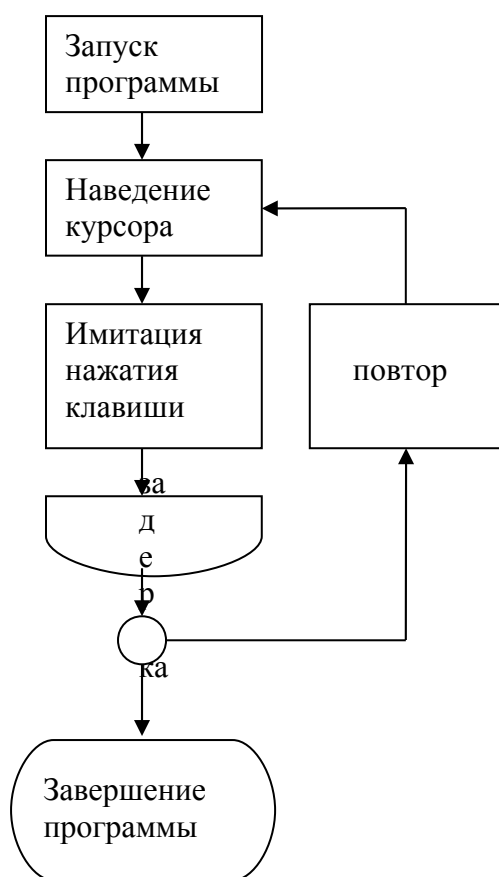 Запуск
программы
Наведение
курсора
Имитация
нажатия
клавиши
повтор
за
д
е
р
ка
Завершение
программы